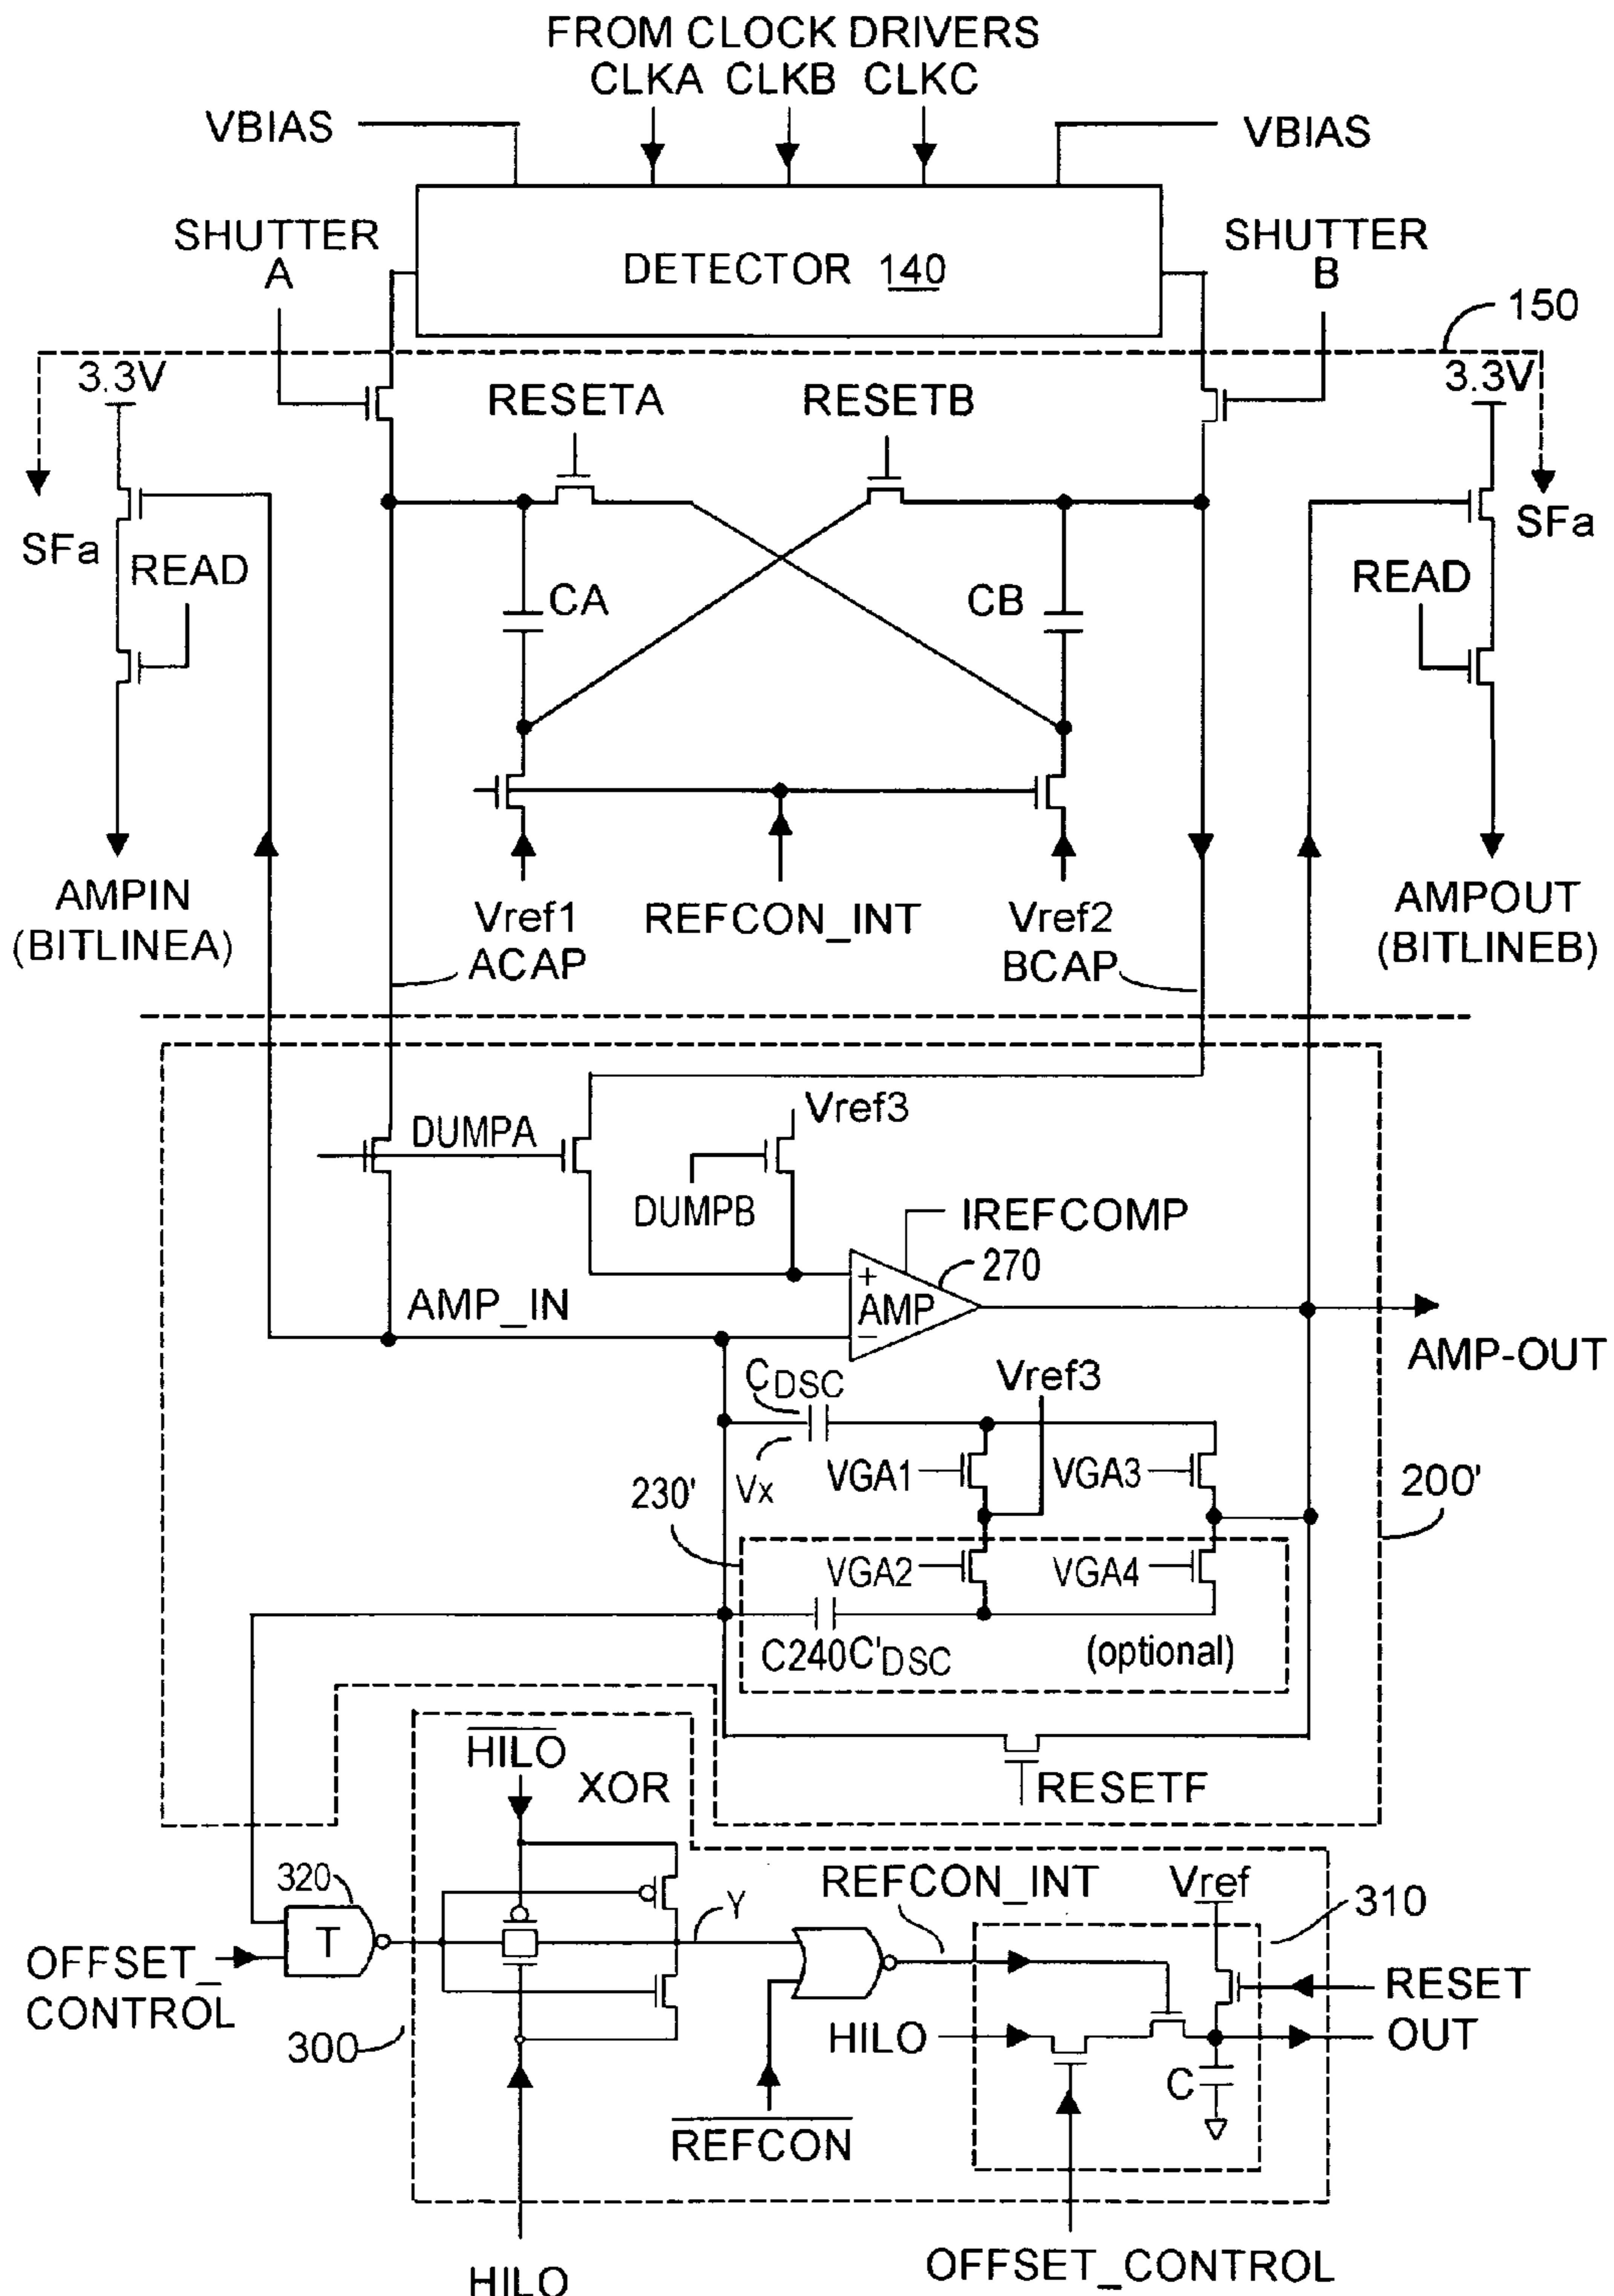 FROM CLOCK DRIVERS
CLKA CLKB CLKC
VBIAS
VBIAS
SHUTTER
A
DETECTOR 140
SHUTTER
B
150
3.3V
RESETA
RESETB
3.3V
SFa
READ
CA
CB
READ
SFa
AMPIN
(BITLINEA)
Vref1
ACAP
REFCON_INT
Vref2
BCAP
AMPOUT
(BITLINEB)
DUMPA
Vref3
DUMPB
IREFCOMP
270
+
AMP
−
AMP_IN
AMP-OUT
CDSC
Vref3
Vx
VGA1
VGA3
230'
200'
VGA2
VGA4
C240C'DSC
(optional)
HILO
XOR
RESETF
320
T
Y
REFCON_INT
Vref
310
OFFSET_
CONTROL
RESET
300
HILO
OUT
C
REFCON
HILO
OFFSET_CONTROL